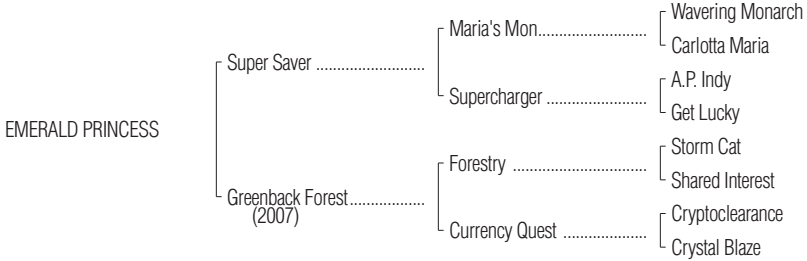 Wavering Monarch
Maria's Mon..........................
Carlotta Maria
Super Saver ..........................
A.P. Indy
Supercharger ........................
Get Lucky
EMERALD PRINCESS
Storm Cat
Forestry ................................
Shared Interest
Greenback Forest..................
(2007)
Cryptoclearance
Currency Quest ....................
Crystal Blaze